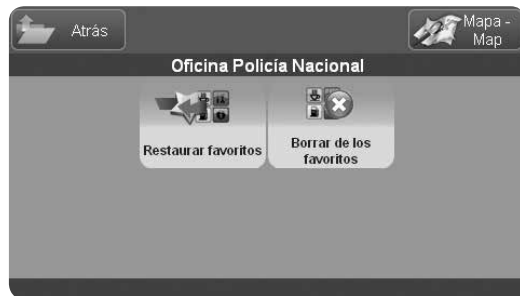 Atrás
Mapa -
Map
Oficina Policía Nacional
Restaurar favoritos
Borrar de los
favoritos